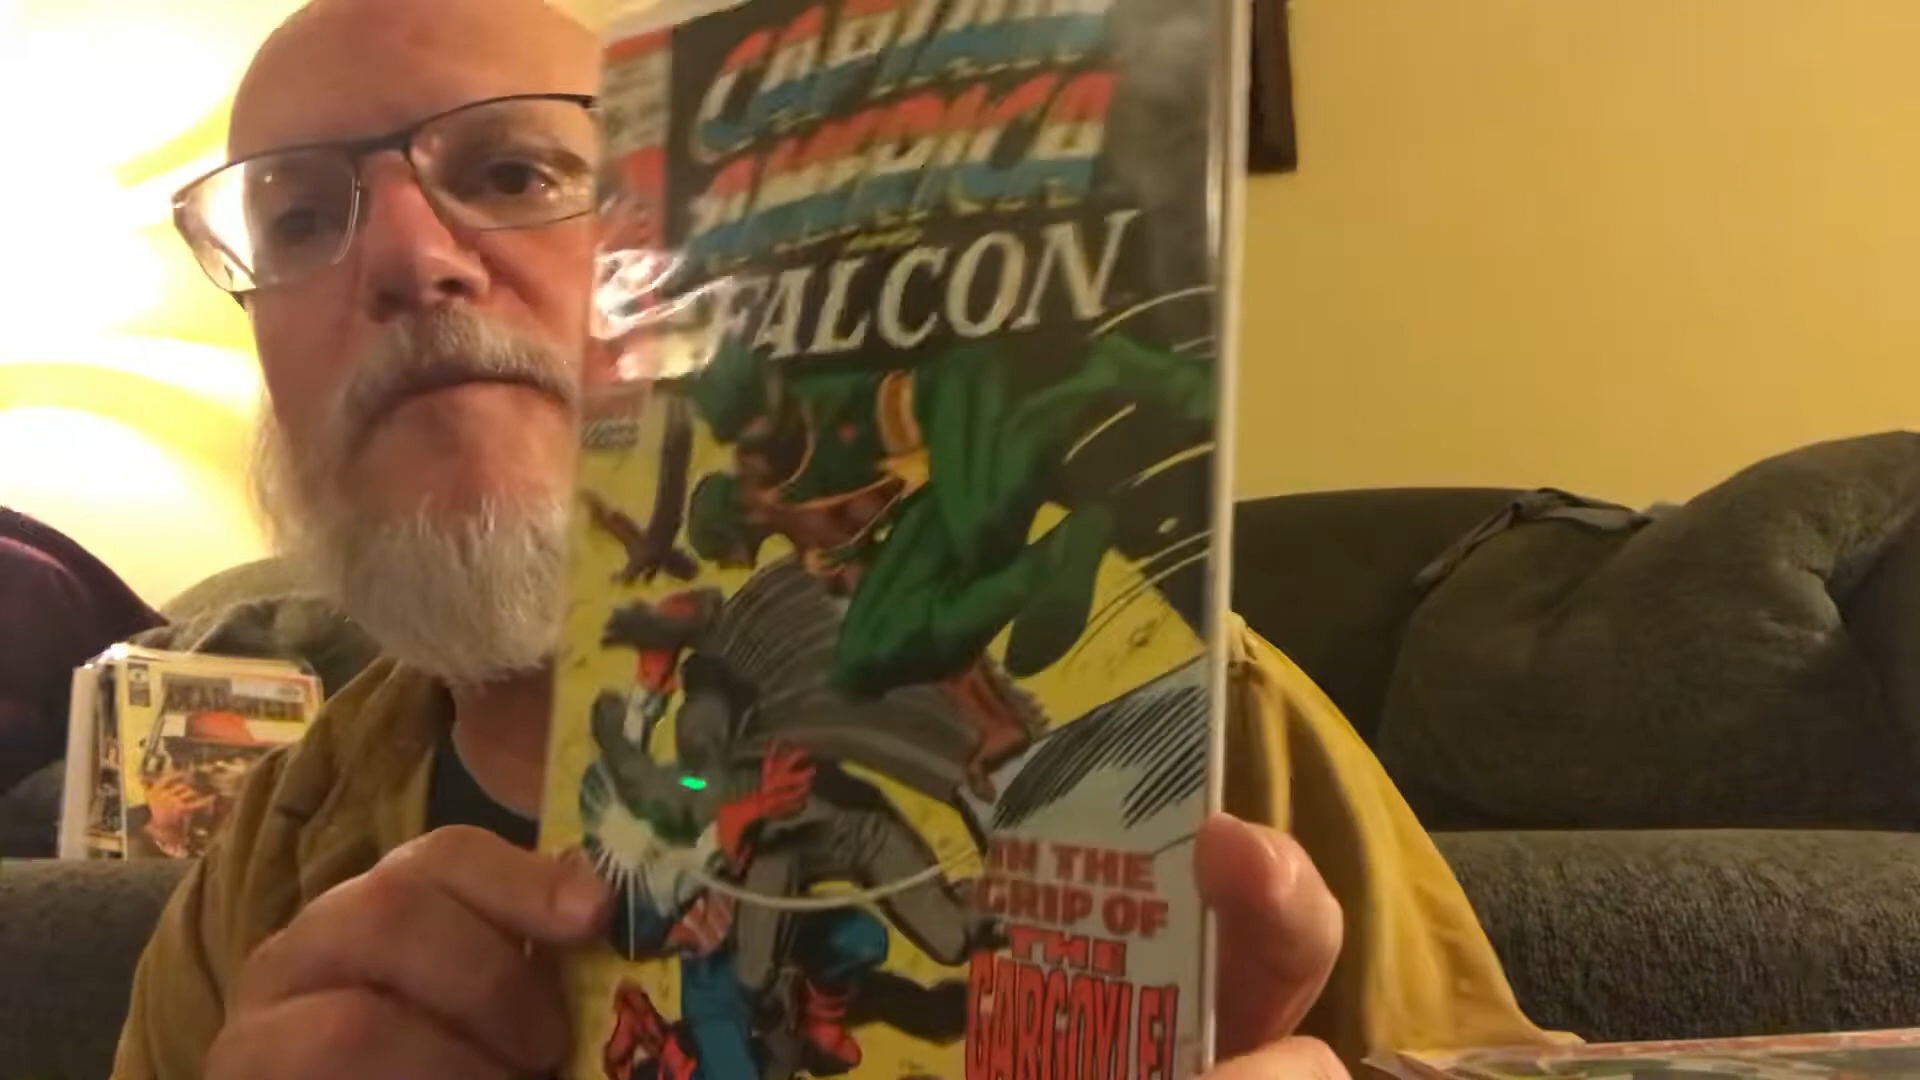 CAPTAIN
AMERICA
AND
FALCON
IN THE
GRIP OF
THE
GARGOYLE!